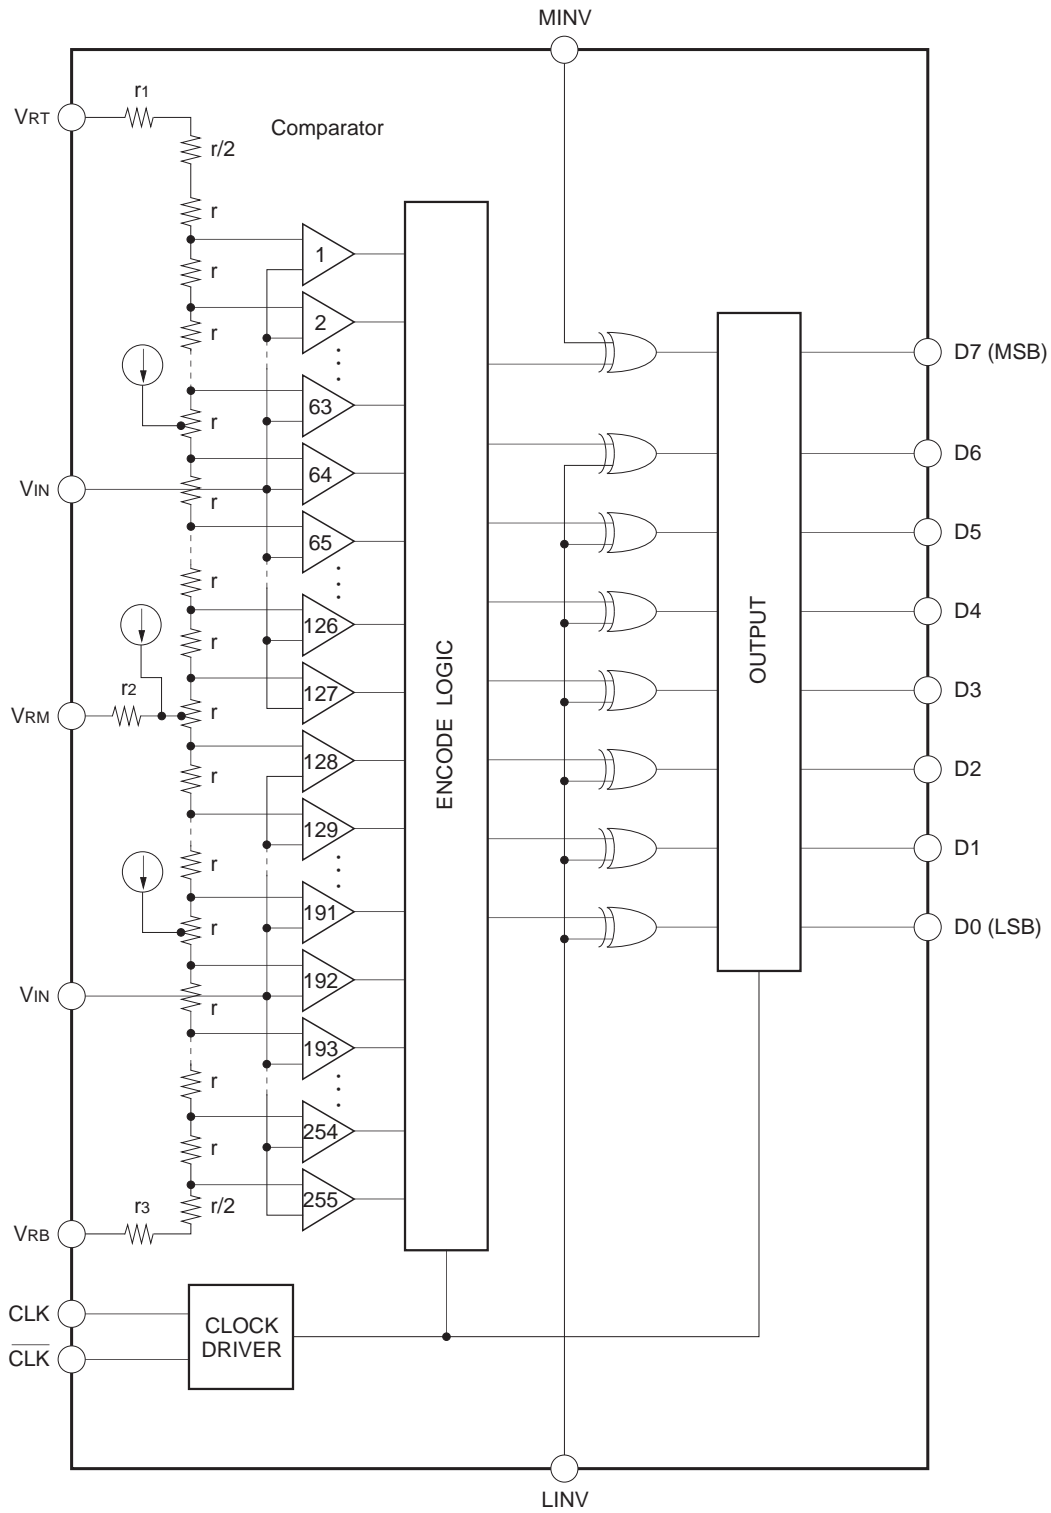 MINV
VRT
r1
r/2
Comparator
r
1
r
2
r
63
r
D7 (MSB)
64
D6
VIN
r
65
D5
r
126
D4
r
127
D3
VRM
r2
r
128
D2
r
129
D1
r
191
D0 (LSB)
r
192
VIN
r
193
r
254
r
255
r/2
VRB
r3
ENCODE LOGIC
OUTPUT
CLK
CLK
CLOCK
DRIVER
LINV